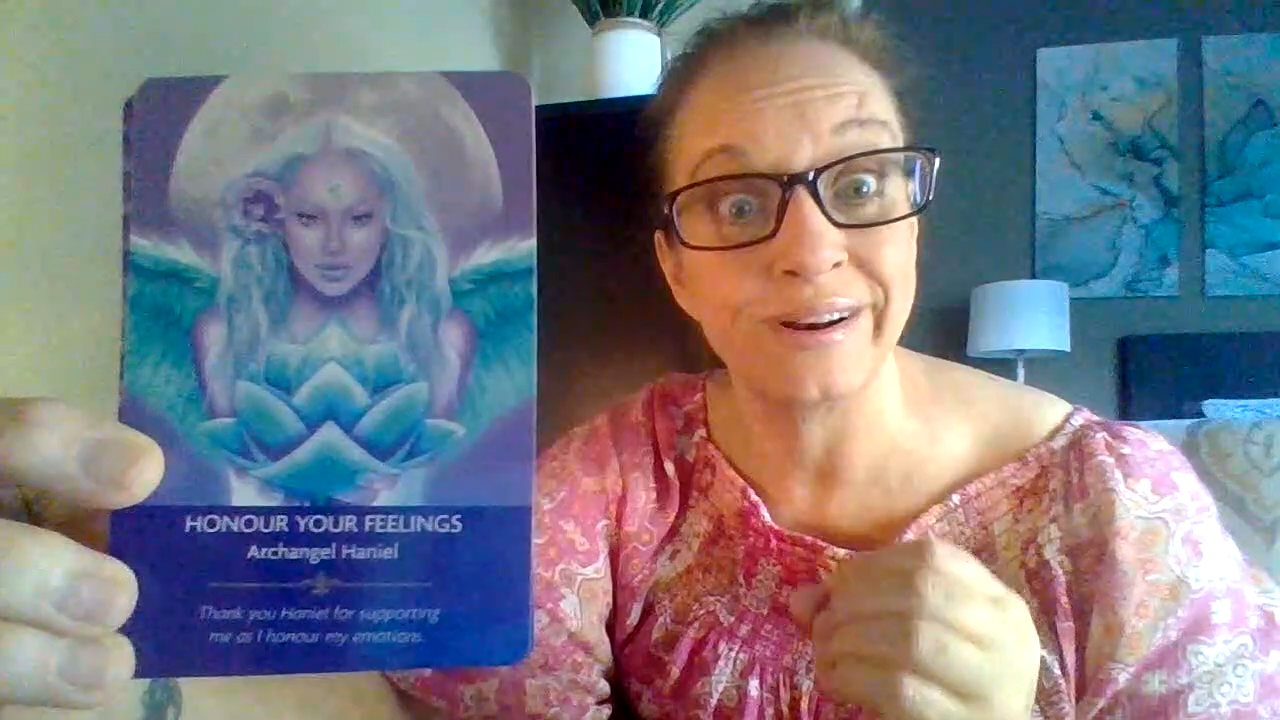 HONOUR YOUR FEELINGS
Archangel Haniel
Thank you Haniel for supporting
me as I honour my emotions.